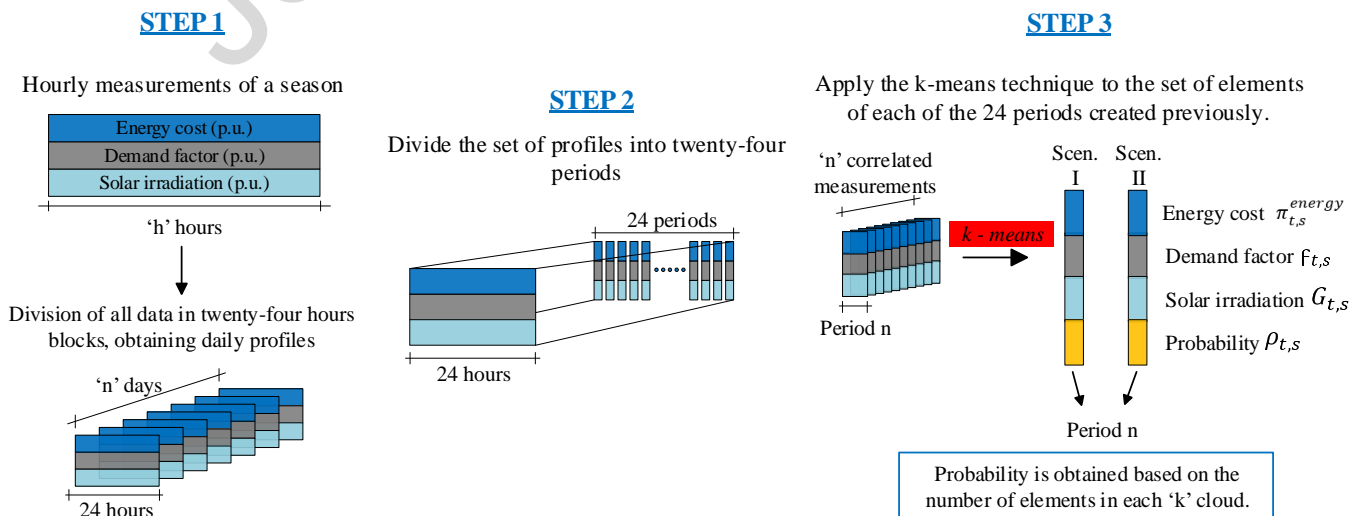 STEP 1
Hourly measurements of a season
Energy cost (p.u.)
Demand factor (p.u.)
Solar irradiation (p.u.)
‘h’ hours
Division of all data in twenty-four hours
blocks, obtaining daily profiles
‘n’ days
24 hours
STEP 2
Divide the set of profiles into twenty-four
periods
24 periods
24 hours
STEP 3
Apply the k-means technique to the set of elements
of each of the 24 periods created previously.
‘n’ correlated
measurements
k - means
Period n
Scen.
I
Scen.
II
Energy cost π_{t,s}^{energy}
Demand factor F_{t,s}
Solar irradiation G_{t,s}
Probability ρ_{t,s}
Period n
Probability is obtained based on the
number of elements in each ‘k’ cloud.